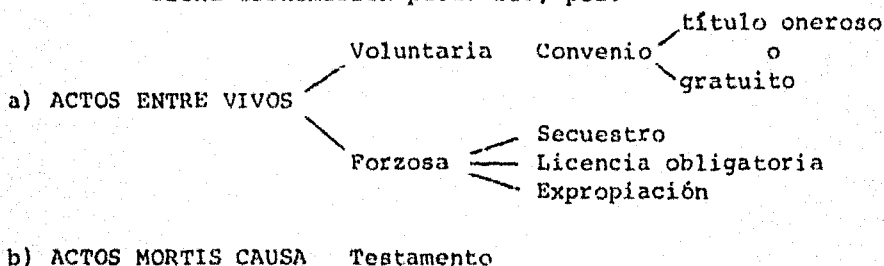 título oneroso
Voluntaria Convenio o
gratuito
a) ACTOS ENTRE VIVOS
Secuestro
Forzosa Licencia obligatoria
Expropiación
b) ACTOS MORTIS CAUSA Testamento